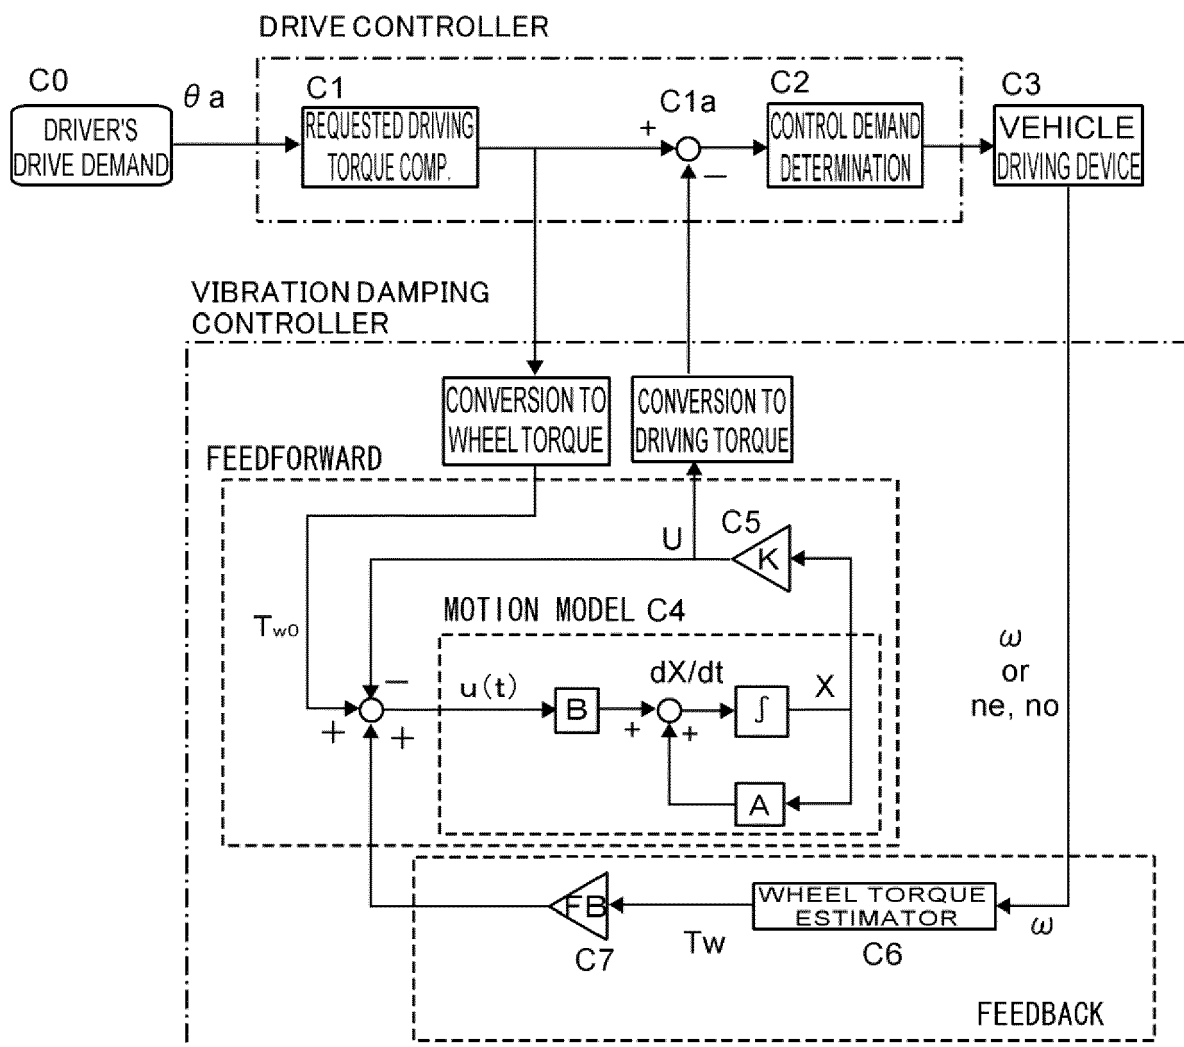 DRIVE CONTROLLER
C0
θa
C1
C1a
C2
C3
DRIVER'S
DRIVE DEMAND
REQUESTED DRIVING
TORQUE COMP.
+
−
CONTROL DEMAND
DETERMINATION
VEHICLE
DRIVING DEVICE
VIBRATION DAMPING
CONTROLLER
CONVERSION TO
WHEEL TORQUE
CONVERSION TO
DRIVING TORQUE
FEEDFORWARD
U
C5
K
MOTION MODEL C4
Tw0
−
+
+
u(t)
B
+
dX/dt
+
∫
X
A
ω
or
ne, no
FB
C7
Tw
WHEEL TORQUE
ESTIMATOR
C6
ω
FEEDBACK